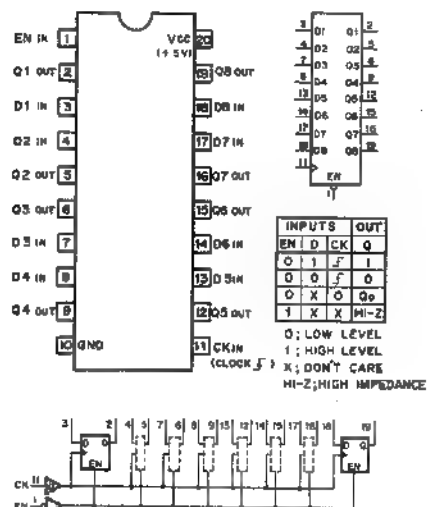 EN IN 1
VCC 20
(+5V)
Q1 OUT 2
19 Q8 OUT
D1 IN 3
18 D8 IN
4
17 D7 IN
Q2 OUT 5
16 Q7 OUT
Q3 OUT 6
15 Q6 OUT
D3 IN 7
14 D6 IN
D4 IN 8
13 D5 IN
Q4 OUT 9
12 Q5 OUT
10 GND
11 CK IN
(CLOCK
3 D1 Q1 2
4 D2 Q2 5
7 D3 Q3 6
8 D4 Q4 9
13 D5 Q5 12
14 D6 Q6 15
17 D7 Q7 16
18 D8 Q8 19
11
EN
1
INPUTS OUT
EN D CK Q
0 1 1
0 0 0
0 X 0 Qo
1 X X HI-Z
0; LOW LEVEL
1; HIGH LEVEL
X; DON'T CARE
HI-Z; HIGH IMPEDANCE
3 2 4 5 7 6 8 9 13 12 14 15 17 16 18 19
D Q
EN
D Q
EN
CK 11
EN 1